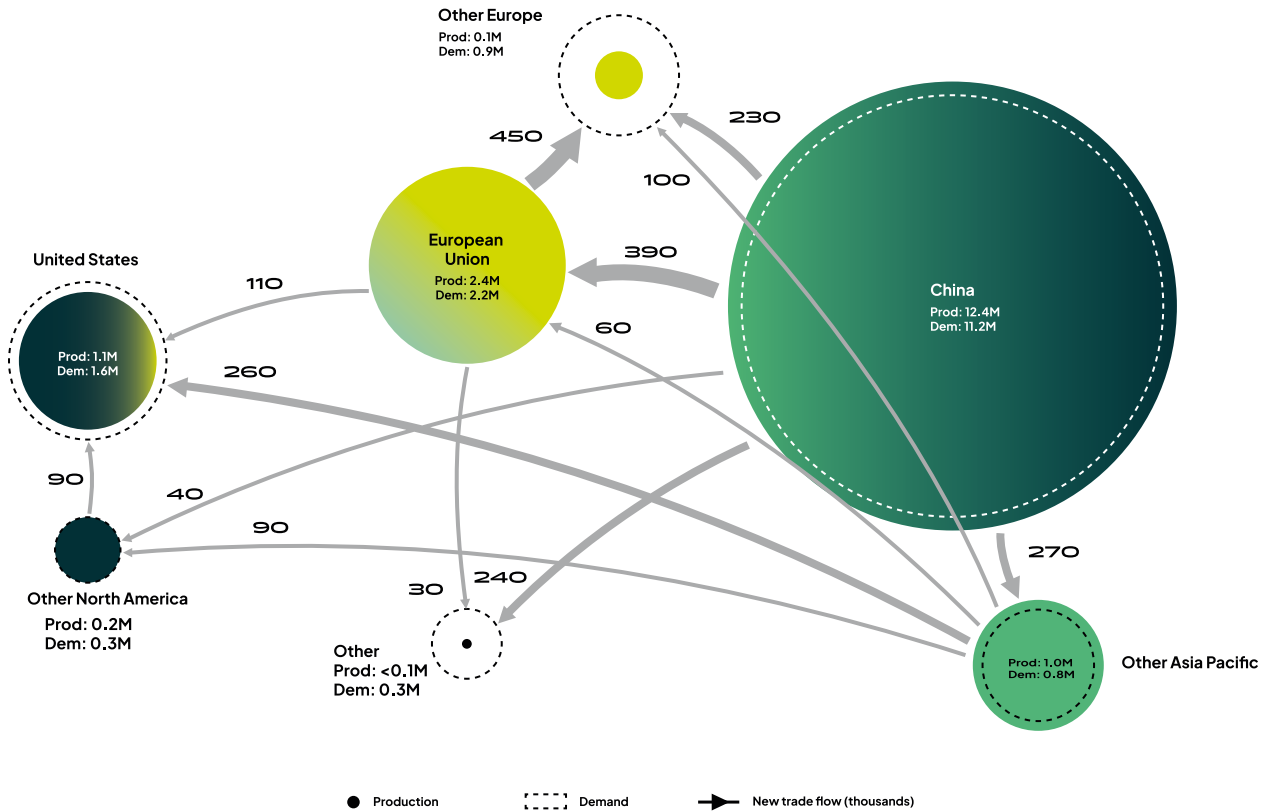 Other Europe
Prod: 0.1M
Dem: 0.9M
450
230
100
European
Union
Prod: 2.4M
Dem: 2.2M
390
China
Prod: 12.4M
Dem: 11.2M
United States
Prod: 1.1M
Dem: 1.6M
110
60
260
90
40
90
Other North America
Prod: 0.2M
Dem: 0.3M
30
240
Other
Prod: <0.1M
Dem: 0.3M
270
Prod: 1.0M
Dem: 0.8M
Other Asia Pacific
Production
Demand
New trade flow (thousands)